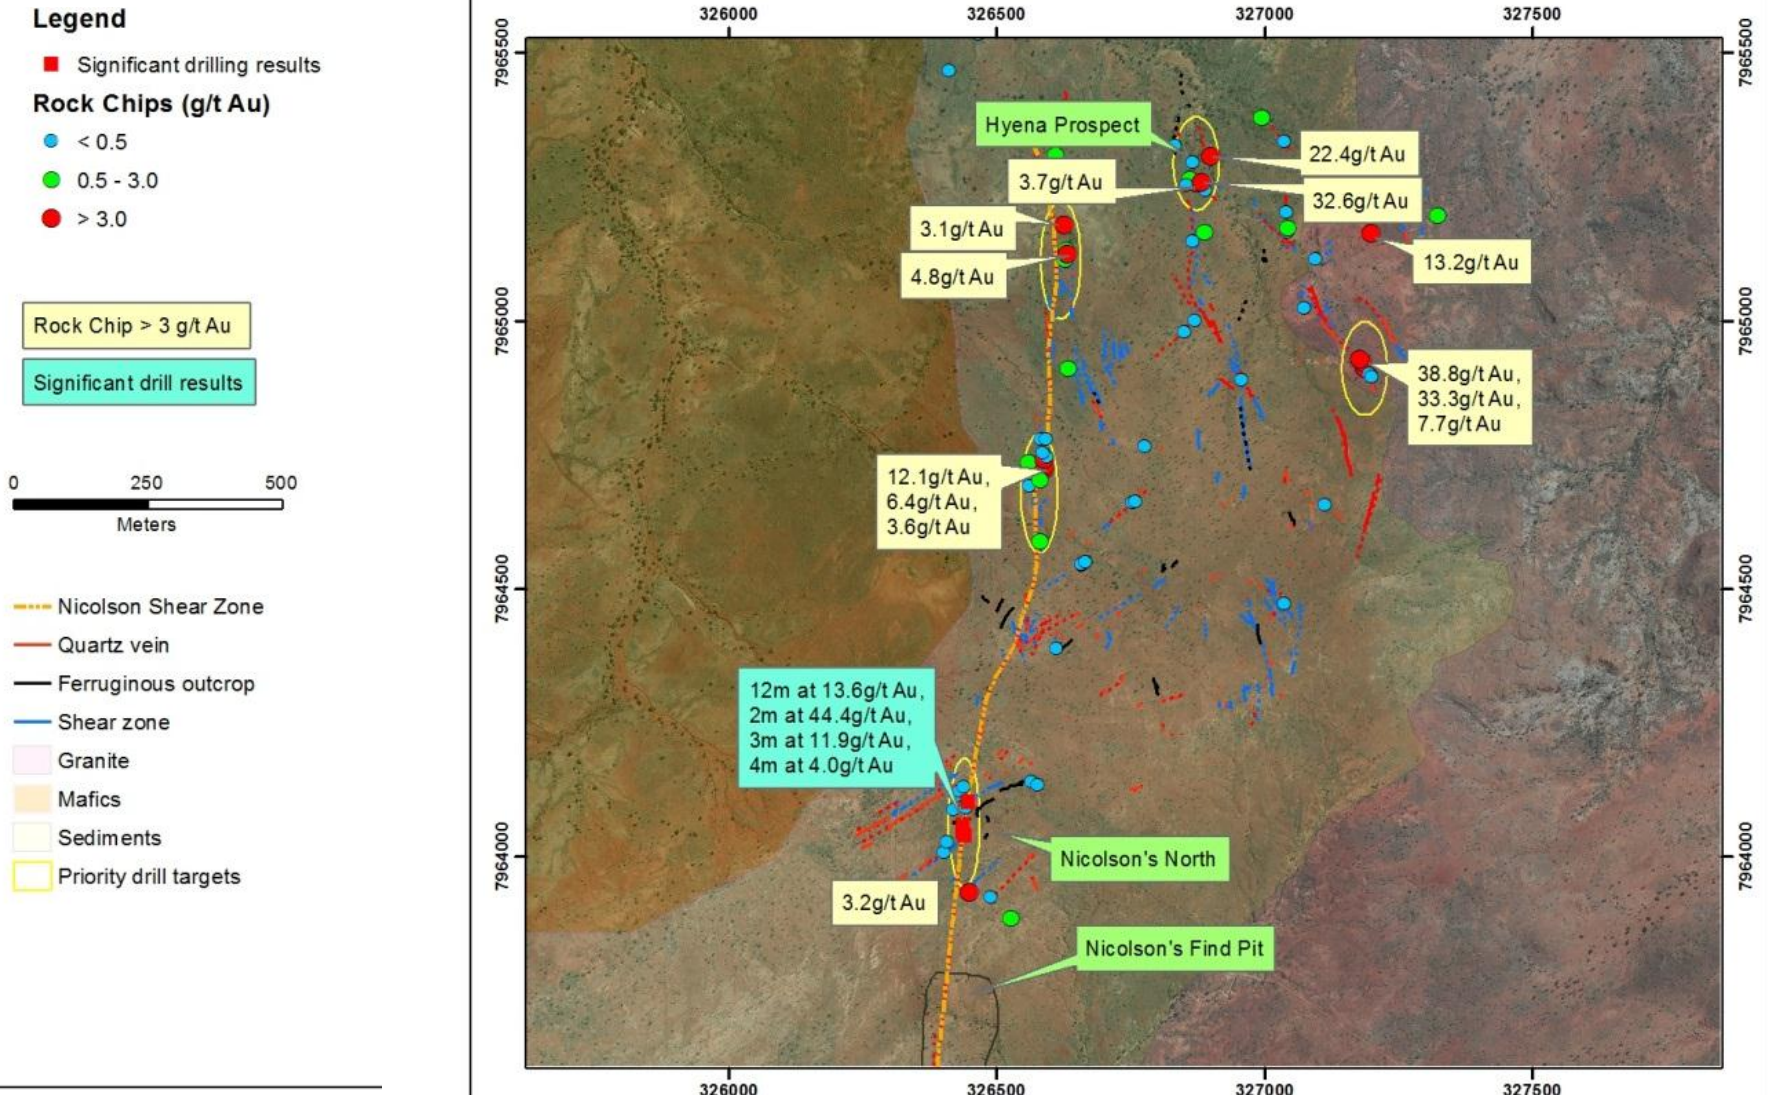 Legend
Significant drilling results
Rock Chips (g/t Au)
< 0.5
0.5 - 3.0
> 3.0
Rock Chip > 3 g/t Au
Significant drill results
0 250 500
Meters
Nicolson Shear Zone
Quartz vein
Ferruginous outcrop
Shear zone
Granite
Mafics
Sediments
Priority drill targets
326000 326500 327000 327500
7965500
7965000
7964500
7964000
Hyena Prospect
22.4g/t Au
3.7g/t Au
32.6g/t Au
3.1g/t Au
13.2g/t Au
4.8g/t Au
38.8g/t Au,
33.3g/t Au,
7.7g/t Au
12.1g/t Au,
6.4g/t Au,
3.6g/t Au
12m at 13.6g/t Au,
2m at 44.4g/t Au,
3m at 11.9g/t Au,
4m at 4.0g/t Au
Nicolson's North
3.2g/t Au
Nicolson's Find Pit
7965500
7965000
7964500
7964000
326000 326500 327000 327500